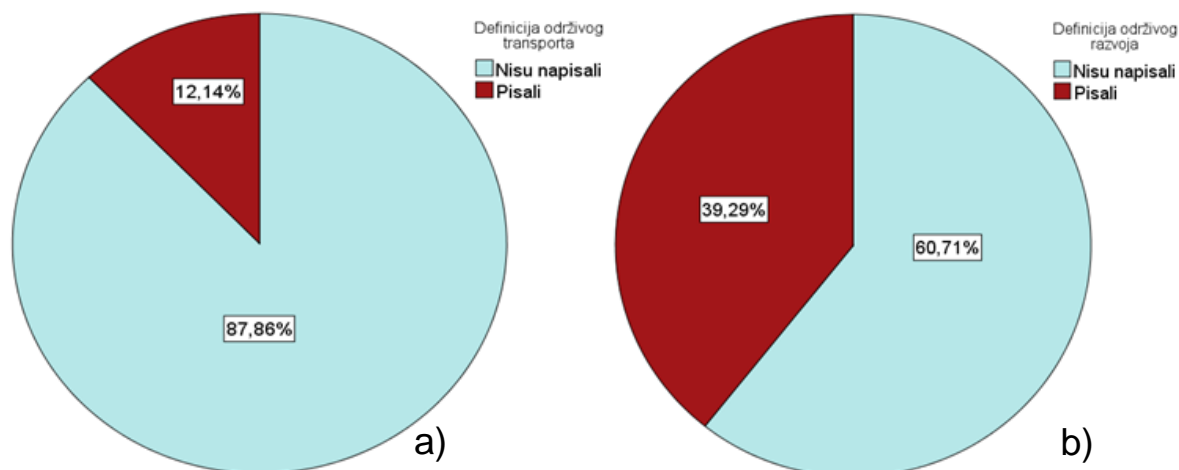 Definicija održivog
transporta
Nisu napisali
Pisali
12,14%
87,86%
a)
Definicija održivog
razvoja
Nisu napisali
Pisali
39,29%
60,71%
b)